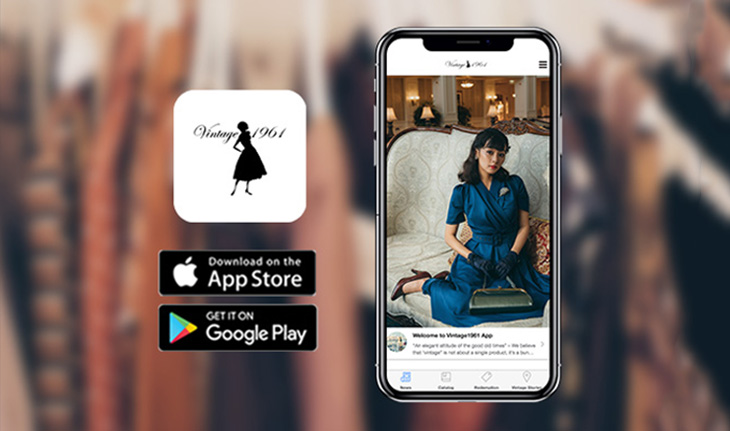 Vintage 1961
Download on the
App Store
GET IT ON
Google Play
Vintage 1961
Welcome to Vintage1961 App
"An elegant attitude of the good old times" – We believe
that "vintage" is not about a single product, it's a bun...
News
Catalog
Redemption
Vintage Stories